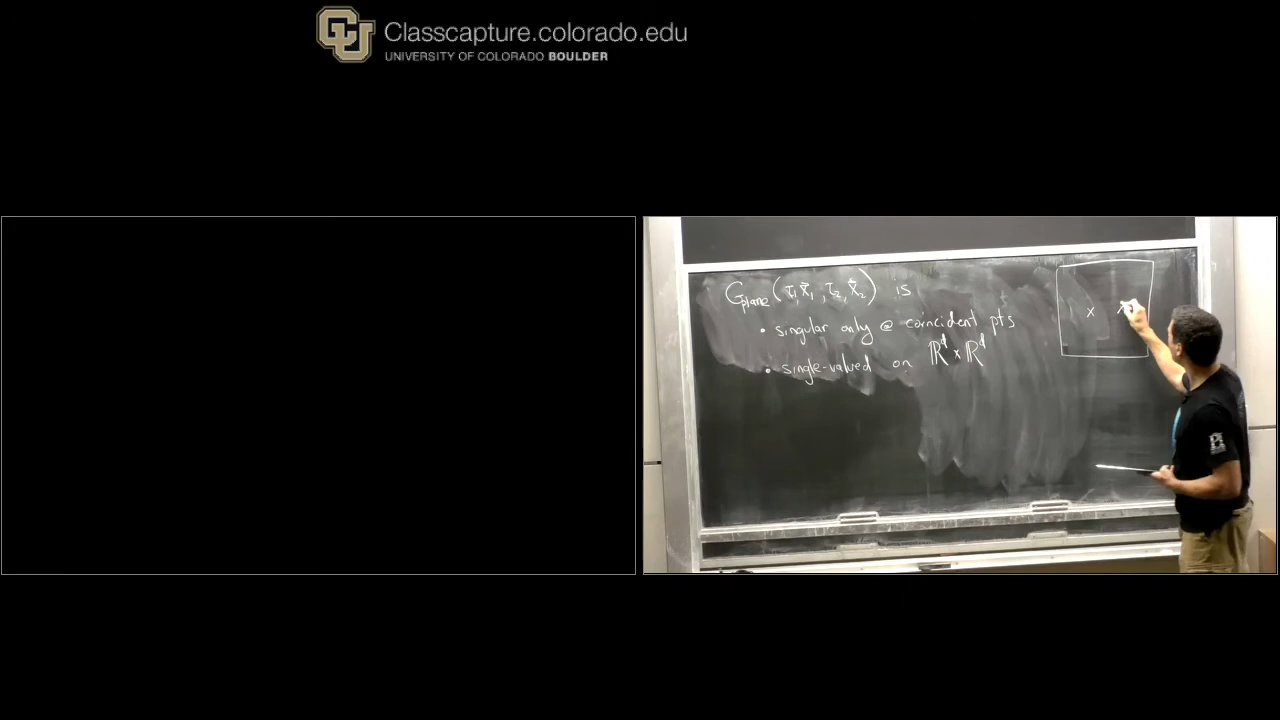 Classcapture.colorado.edu
UNIVERSITY OF COLORADO BOULDER
G_plane (τ₁, x⃗₁, τ₂, x⃗₂) is
• singular only @ coincident pts
• single-valued on ℝᵈ × ℝᵈ
x